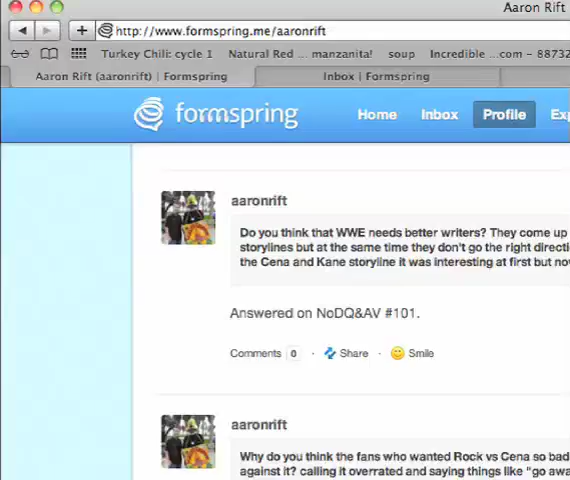 Aaron Rift
http://www.formspring.me/aaronrift
Turkey Chili: cycle 1 Natural Red ... manzanita! soup Incredible ...com - 8873
Aaron Rift (aaronrift) | Formspring Inbox | Formspring
formspring Home Inbox Profile Ex
aaronrift
Do you think that WWE needs better writers? They come up
storylines but at the same time they don't go the right directi
the Cena and Kane storyline it was interesting at first but no
Answered on NoDQ&AV #101.
Comments 0 · Share · Smile
aaronrift
Why do you think the fans who wanted Rock vs Cena so bad
against it? calling it overrated and saying things like "go awa